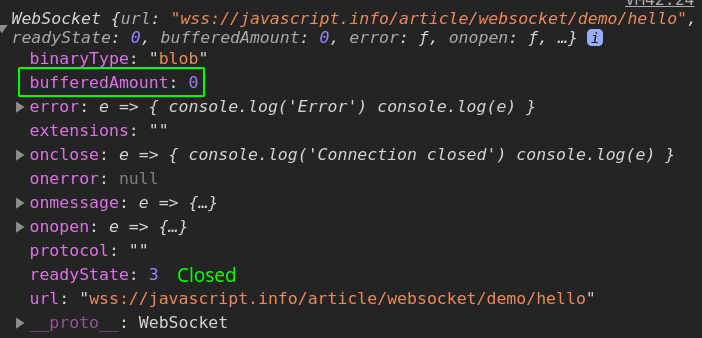 VM42:24
WebSocket {url: "wss://javascript.info/article/websocket/demo/hello",
readyState: 0, bufferedAmount: 0, error: ƒ, onopen: ƒ, …} i
binaryType: "blob"
bufferedAmount: 0
error: e => { console.log('Error') console.log(e) }
extensions: ""
onclose: e => { console.log('Connection closed') console.log(e) }
onerror: null
onmessage: e => {…}
onopen: e => {…}
protocol: ""
readyState: 3 Closed
url: "wss://javascript.info/article/websocket/demo/hello"
__proto__: WebSocket